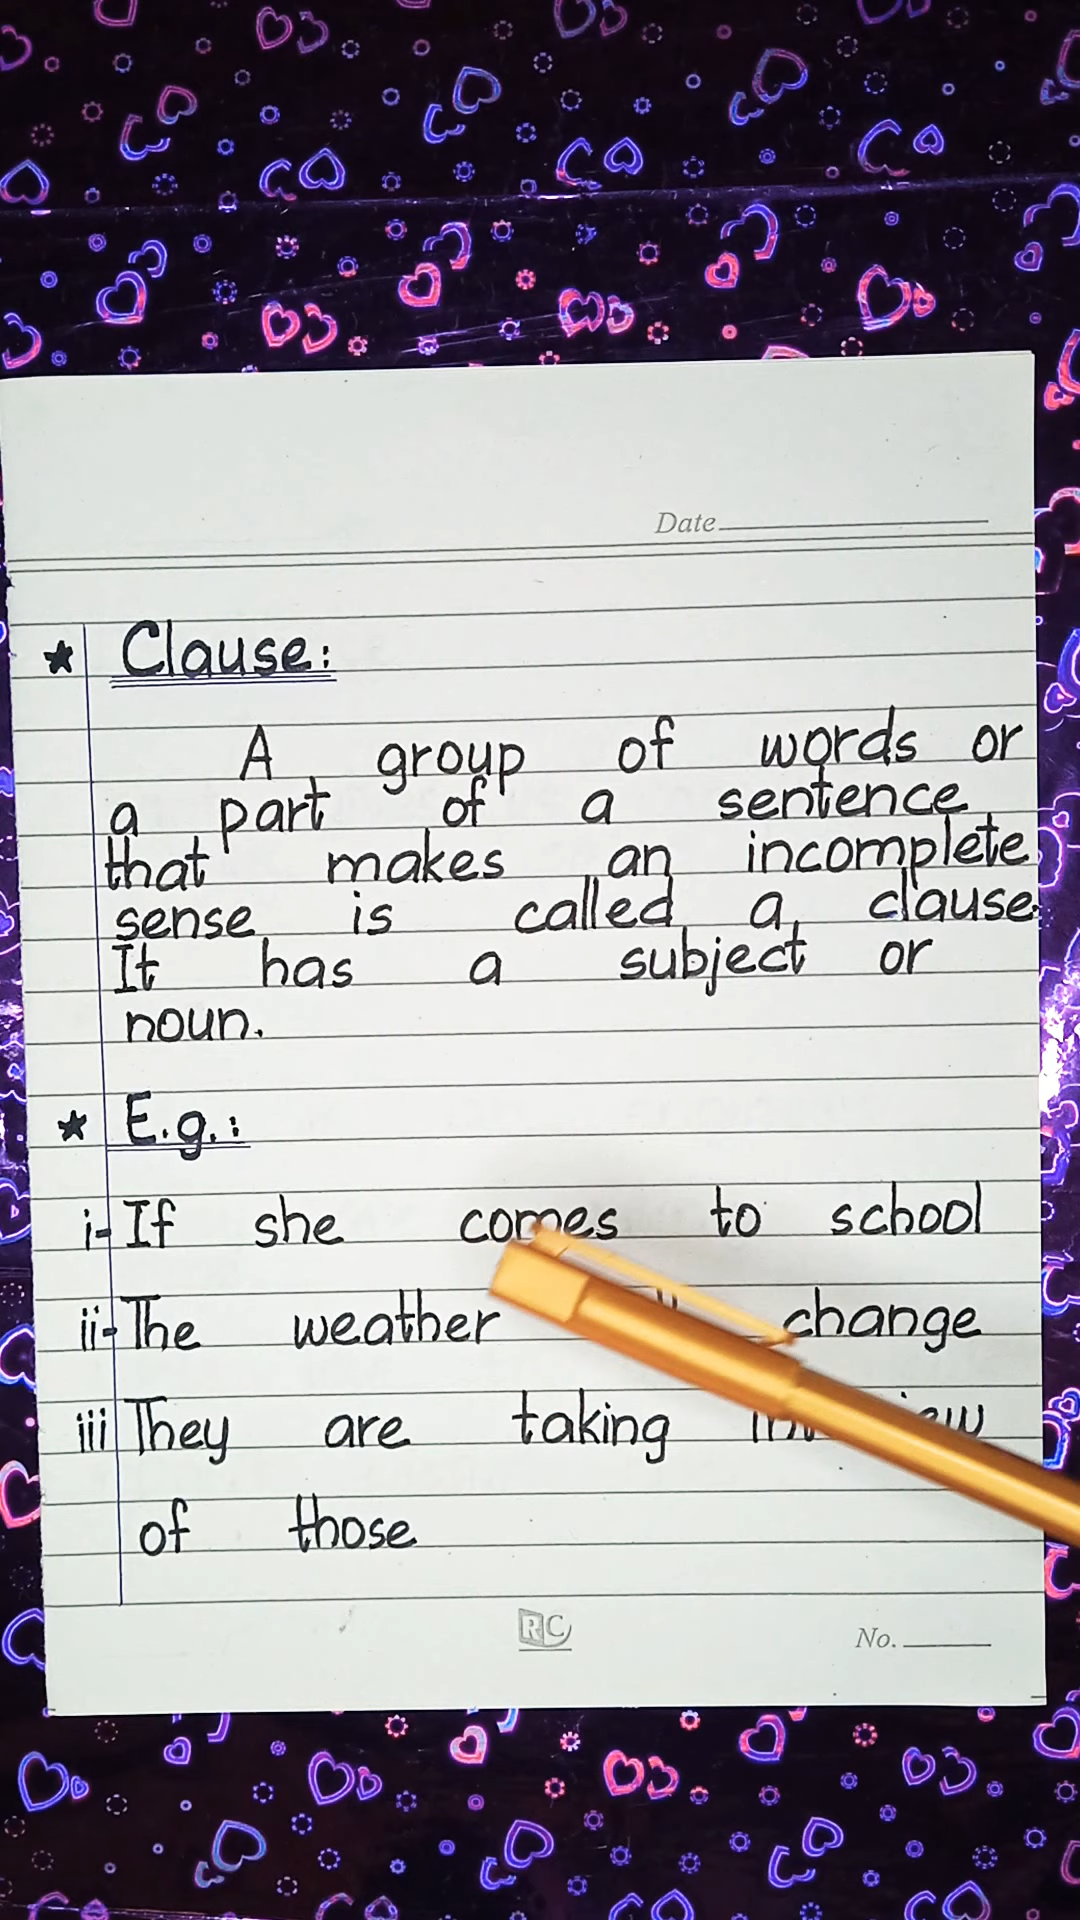 Date
★ Clause:
A group of words or
a part of a sentence
that makes an incomplete
sense is called a clause.
It has a subject or
noun.
★ E.g.:
i- If she comes to school
ii- The weather change
iii They are taking
of those
RC
No.